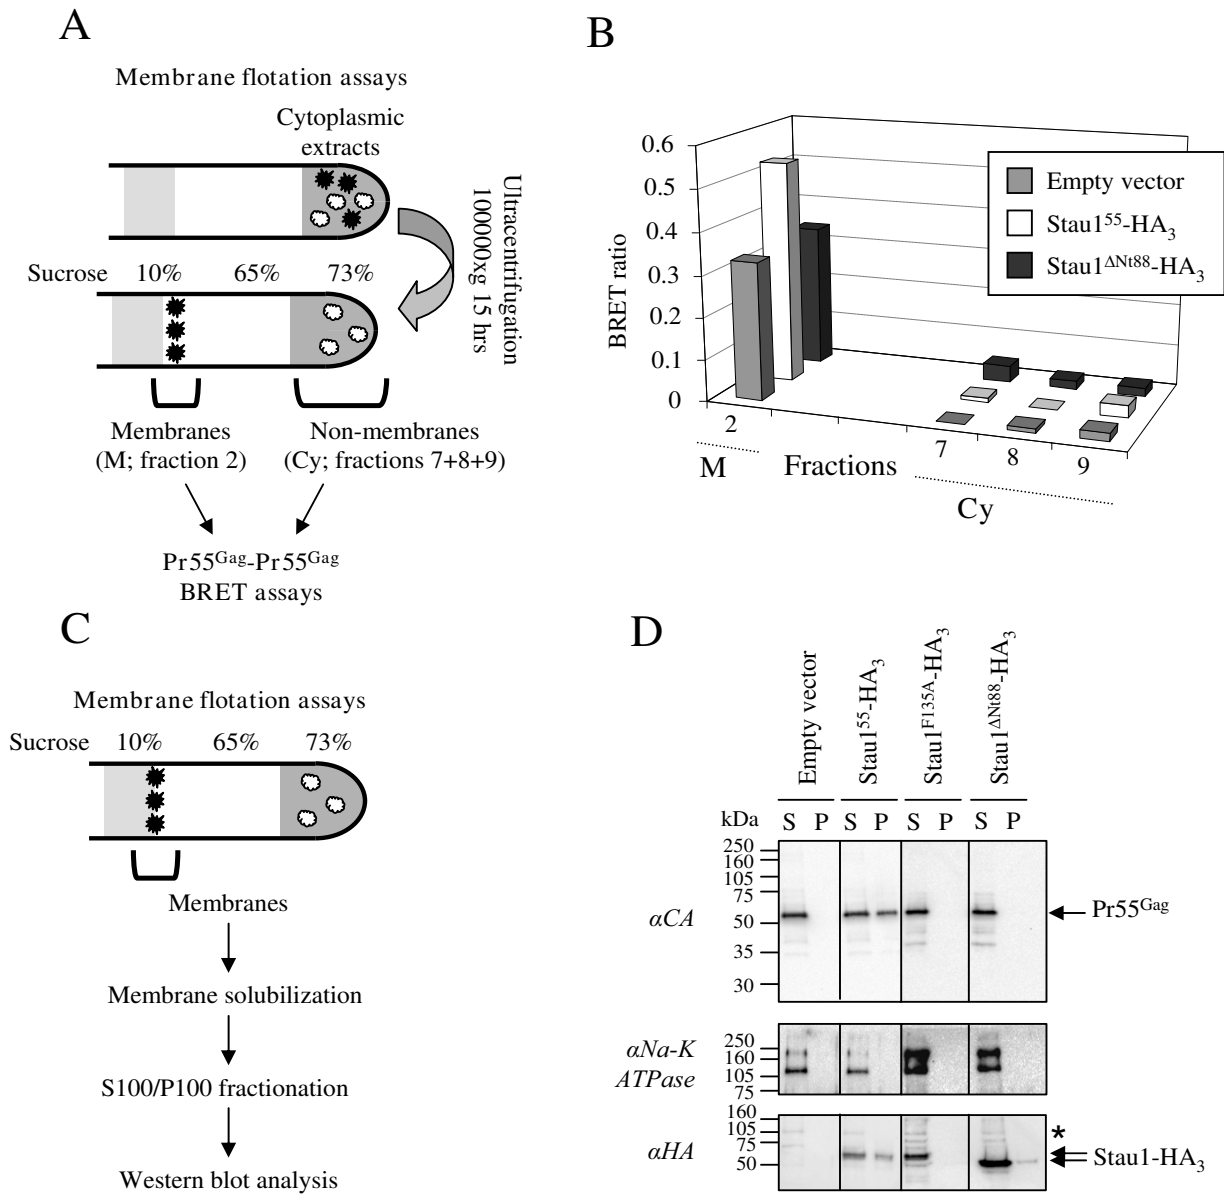 A
Membrane flotation assays
Cytoplasmic
extracts
Ultracentrifugation
100000xg 15 hrs
Sucrose 10% 65% 73%
Membranes
(M; fraction 2)
Non-membranes
(Cy; fractions 7+8+9)
Pr55Gag-Pr55Gag
BRET assays
B
BRET ratio
0.6
0.5
0.4
0.3
0.2
0.1
0
Empty vector
Stau1⁵⁵-HA₃
Stau1ΔNt88-HA₃
2 7 8 9
M Fractions Cy
C
Membrane flotation assays
Sucrose 10% 65% 73%
Membranes
Membrane solubilization
S100/P100 fractionation
Western blot analysis
D
Empty vector
Stau1⁵⁵-HA₃
Stau1F135A-HA₃
Stau1ΔNt88-HA₃
kDa S P S P S P S P
250
160
105
75
50
35
30
αCA
Pr55Gag
αNa-K
ATPase
250
160
105
75
αHA
160
105
75
50
*
Stau1-HA₃